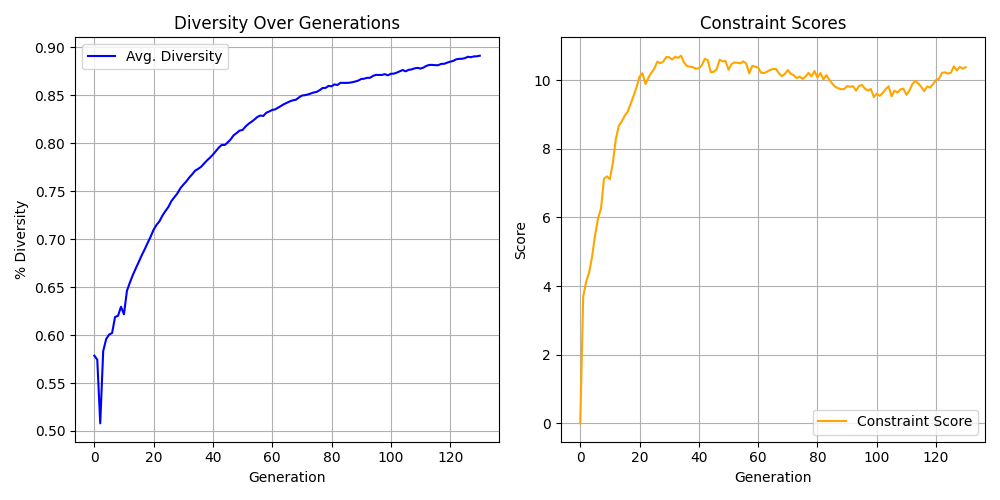 Diversity Over Generations
Avg. Diversity
% Diversity
0.90
0.85
0.80
0.75
0.70
0.65
0.60
0.55
0.50
0 20 40 60 80 100 120
Generation
Constraint Scores
Score
10
8
6
4
2
0
Constraint Score
0 20 40 60 80 100 120
Generation